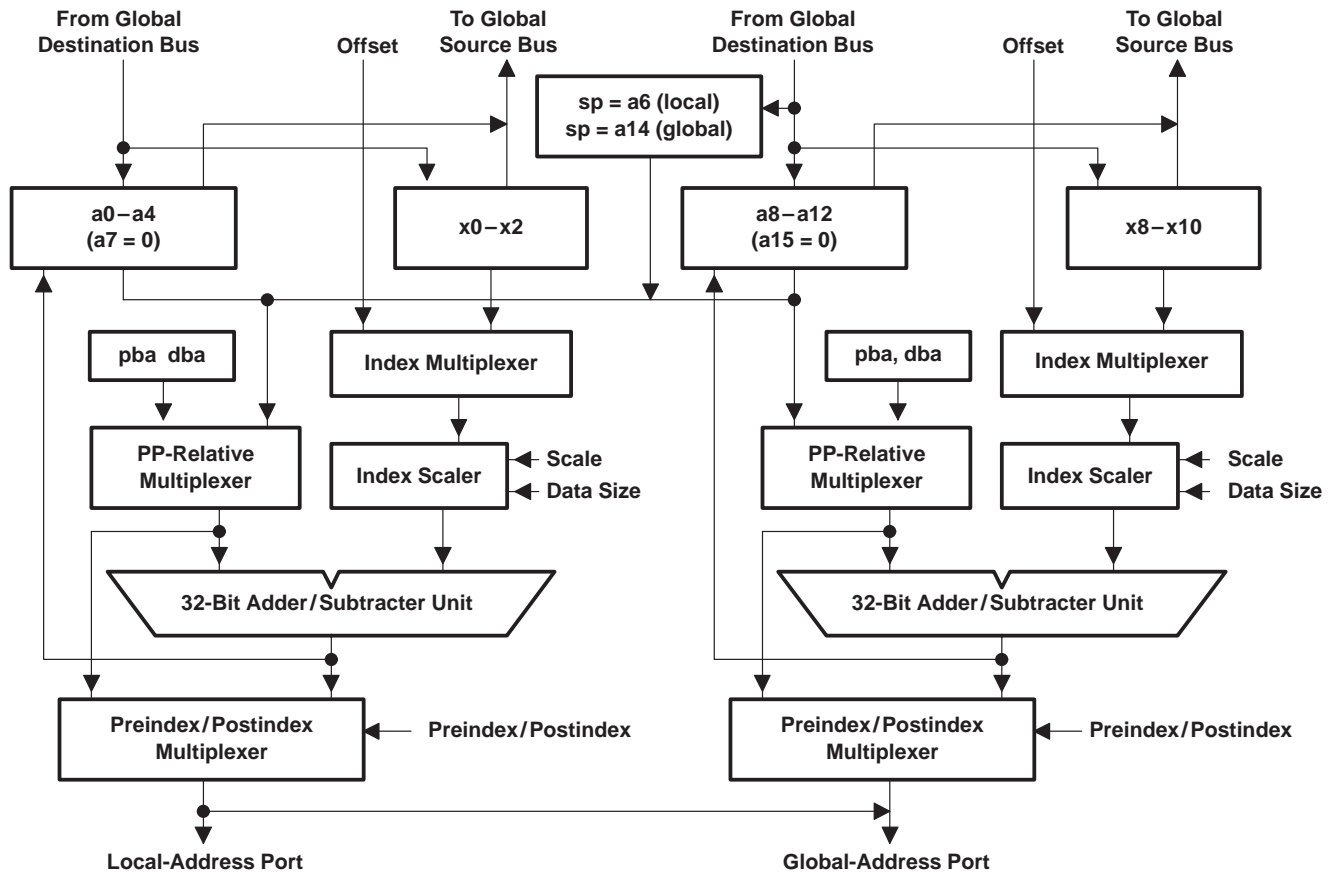 From Global
Destination Bus
Offset
To Global
Source Bus
From Global
Destination Bus
Offset
To Global
Source Bus
sp = a6 (local)
sp = a14 (global)
a0–a4
(a7 = 0)
x0–x2
a8–a12
(a15 = 0)
x8–x10
pba dba
Index Multiplexer
pba, dba
Index Multiplexer
PP-Relative
Multiplexer
Index Scaler
Scale
Data Size
PP-Relative
Multiplexer
Index Scaler
Scale
Data Size
32-Bit Adder/Subtracter Unit
32-Bit Adder/Subtracter Unit
Preindex/Postindex
Multiplexer
Preindex/Postindex
Preindex/Postindex
Multiplexer
Preindex/Postindex
Local-Address Port
Global-Address Port